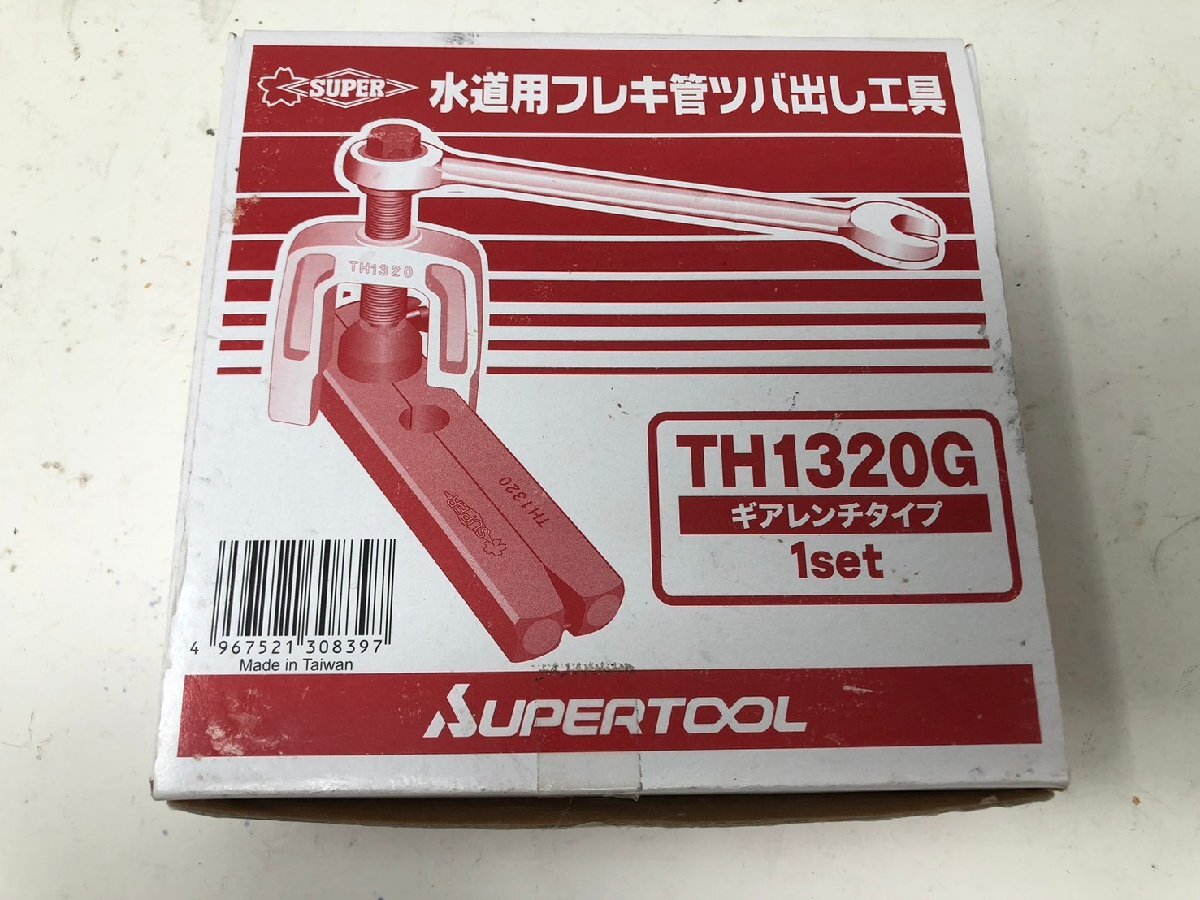 SUPER 水道用フレキ管ツバ出し工具
TH1320
TH1320
SUPER
TH1320G
ギアレンチタイプ
1set
4 967521 308397
Made in Taiwan
SUPERTOOL